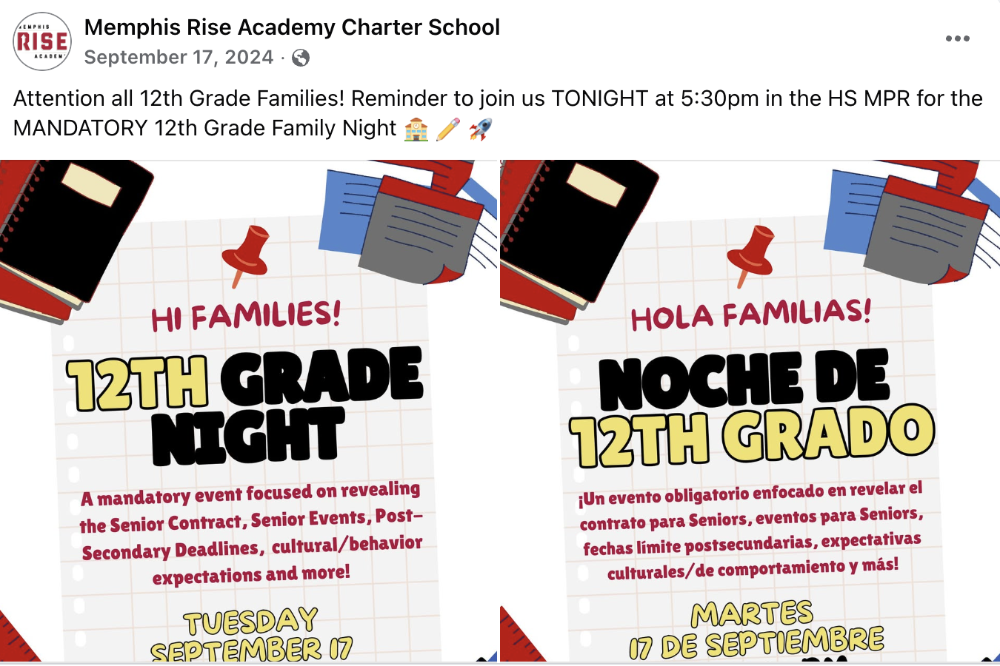 MEMPHIS
RISE
ACADEM
Memphis Rise Academy Charter School
September 17, 2024 ·
Attention all 12th Grade Families! Reminder to join us TONIGHT at 5:30pm in the HS MPR for the
MANDATORY 12th Grade Family Night 🏫 ✏️ 🚀
HI FAMILIES!
12TH GRADE
NIGHT
A mandatory event focused on revealing
the Senior Contract, Senior Events, Post-
Secondary Deadlines, cultural/behavior
expectations and more!
TUESDAY
SEPTEMBER 17
HOLA FAMILIAS!
NOCHE DE
12TH GRADO
¡Un evento obligatorio enfocado en revelar el
contrato para Seniors, eventos para Seniors,
fechas límite postsecundarias, expectativas
culturales/de comportamiento y más!
MARTES
17 DE SEPTIEMBRE